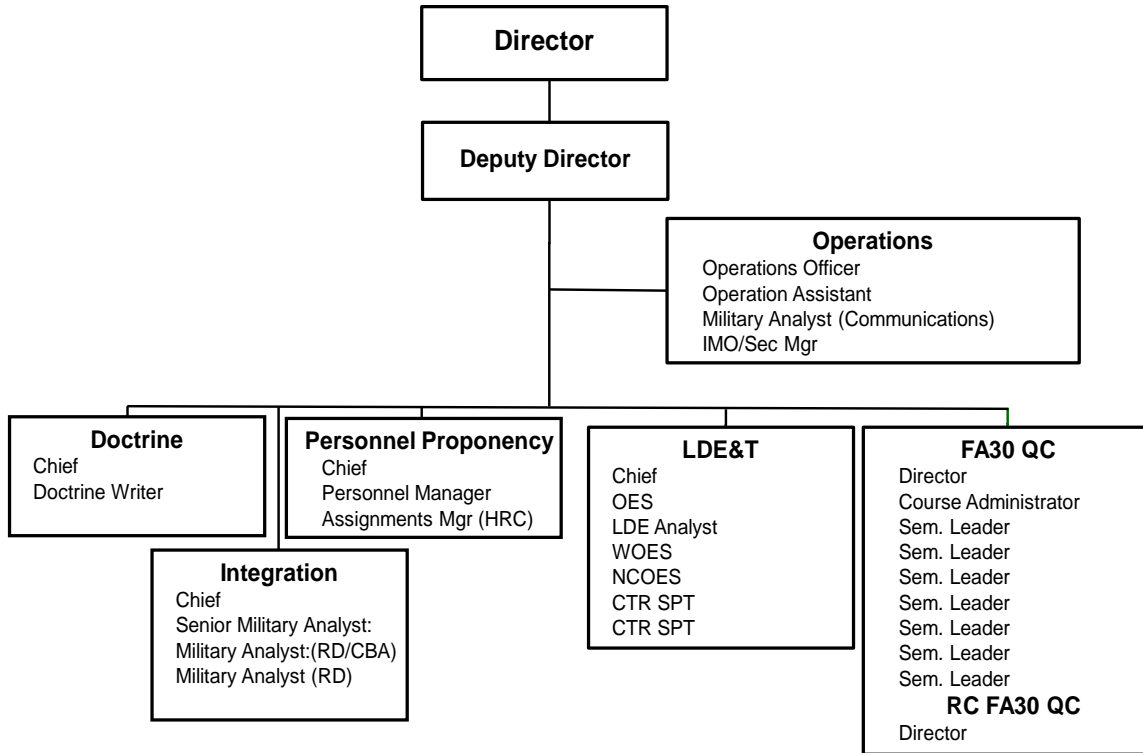 Director
Deputy Director
Operations
Operations Officer
Operation Assistant
Military Analyst (Communications)
IMO/Sec Mgr
Doctrine
Chief
Doctrine Writer
Integration
Chief
Senior Military Analyst:
Military Analyst:(RD/CBA)
Military Analyst (RD)
Personnel Proponency
Chief
Personnel Manager
Assignments Mgr (HRC)
LDE&T
Chief
OES
LDE Analyst
WOES
NCOES
CTR SPT
CTR SPT
FA30 QC
Director
Course Administrator
Sem. Leader
Sem. Leader
Sem. Leader
Sem. Leader
Sem. Leader
Sem. Leader
Sem. Leader
RC FA30 QC
Director